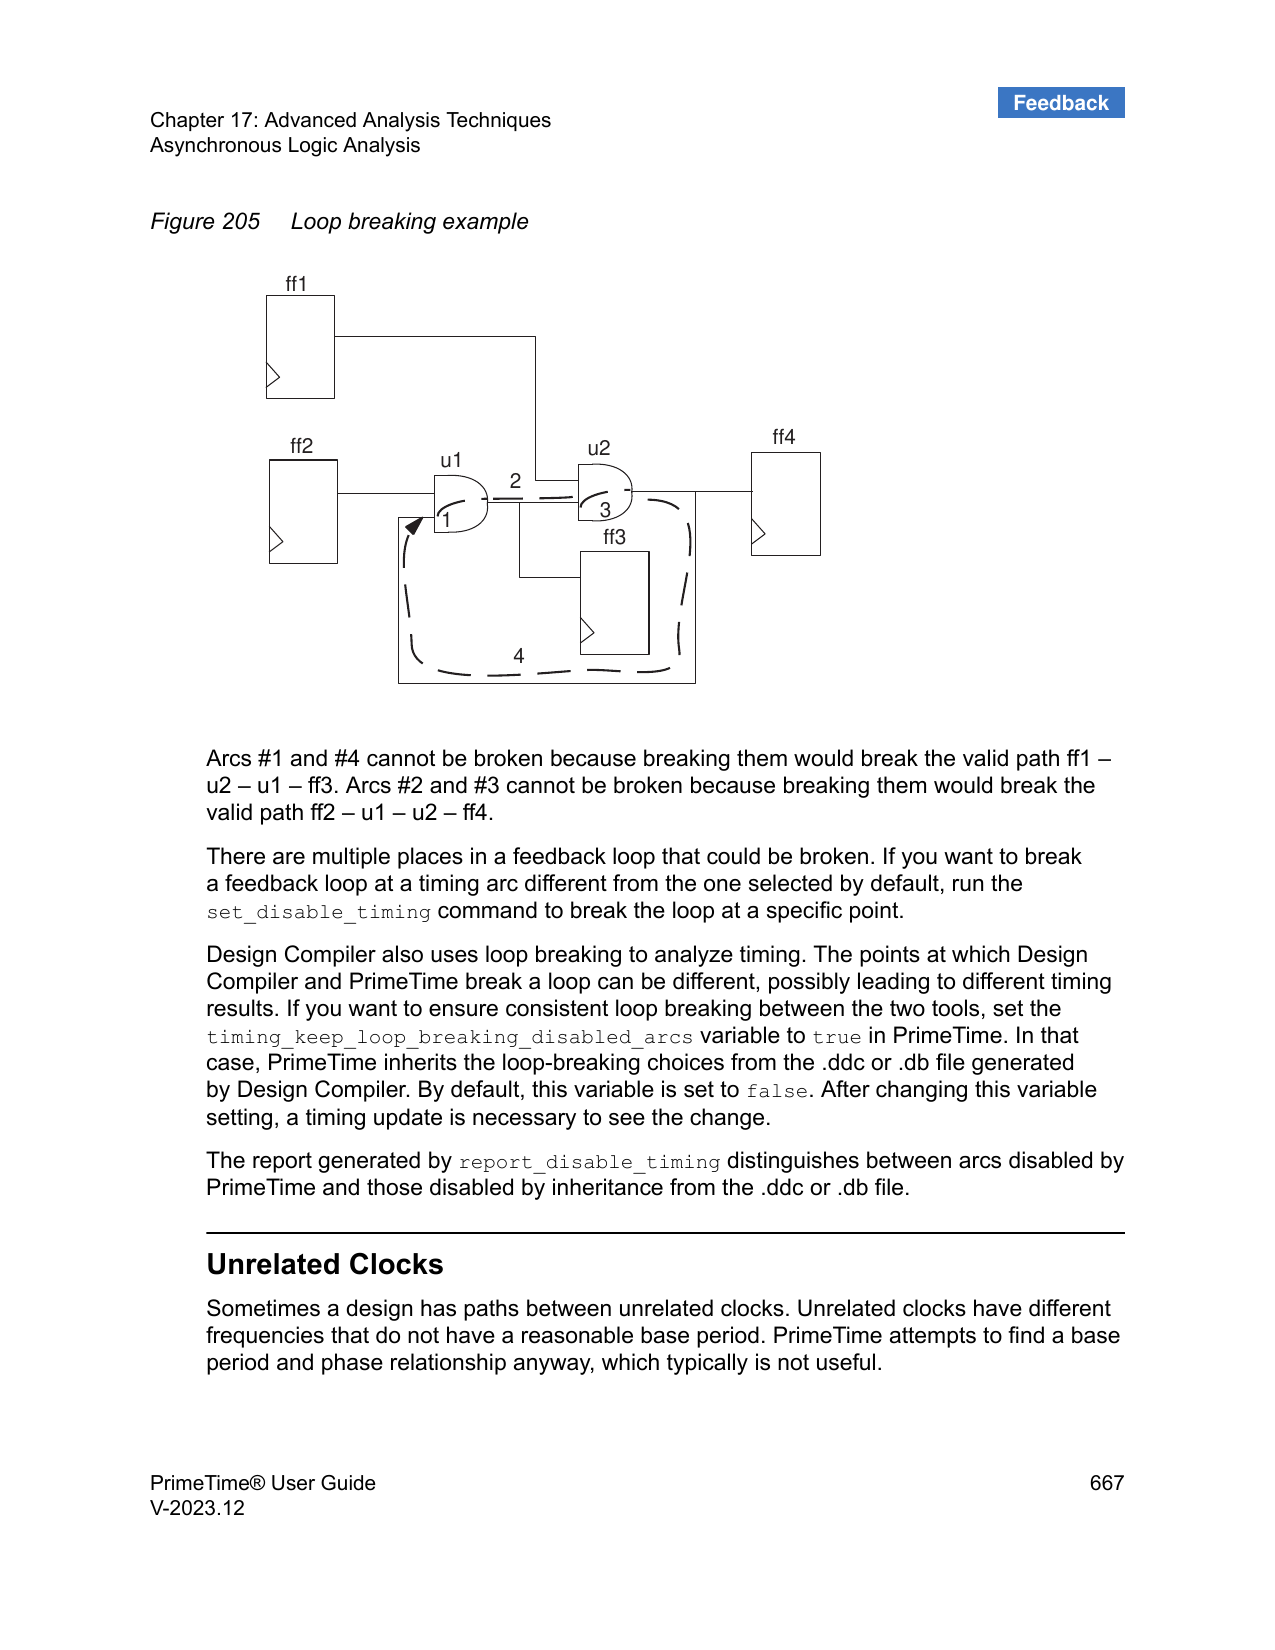 Feedback
Chapter 17: Advanced Analysis Techniques
Asynchronous Logic Analysis
Figure 205 Loop breaking example
ff1
ff2
u1
2
u2
ff4
1
3
ff3
4
Arcs #1 and #4 cannot be broken because breaking them would break the valid path ff1 –
u2 – u1 – ff3. Arcs #2 and #3 cannot be broken because breaking them would break the
valid path ff2 – u1 – u2 – ff4.
There are multiple places in a feedback loop that could be broken. If you want to break
a feedback loop at a timing arc different from the one selected by default, run the
set_disable_timing command to break the loop at a specific point.
Design Compiler also uses loop breaking to analyze timing. The points at which Design
Compiler and PrimeTime break a loop can be different, possibly leading to different timing
results. If you want to ensure consistent loop breaking between the two tools, set the
timing_keep_loop_breaking_disabled_arcs variable to true in PrimeTime. In that
case, PrimeTime inherits the loop-breaking choices from the .ddc or .db file generated
by Design Compiler. By default, this variable is set to false. After changing this variable
setting, a timing update is necessary to see the change.
The report generated by report_disable_timing distinguishes between arcs disabled by
PrimeTime and those disabled by inheritance from the .ddc or .db file.
Unrelated Clocks
Sometimes a design has paths between unrelated clocks. Unrelated clocks have different
frequencies that do not have a reasonable base period. PrimeTime attempts to find a base
period and phase relationship anyway, which typically is not useful.
PrimeTime® User Guide 667
V-2023.12